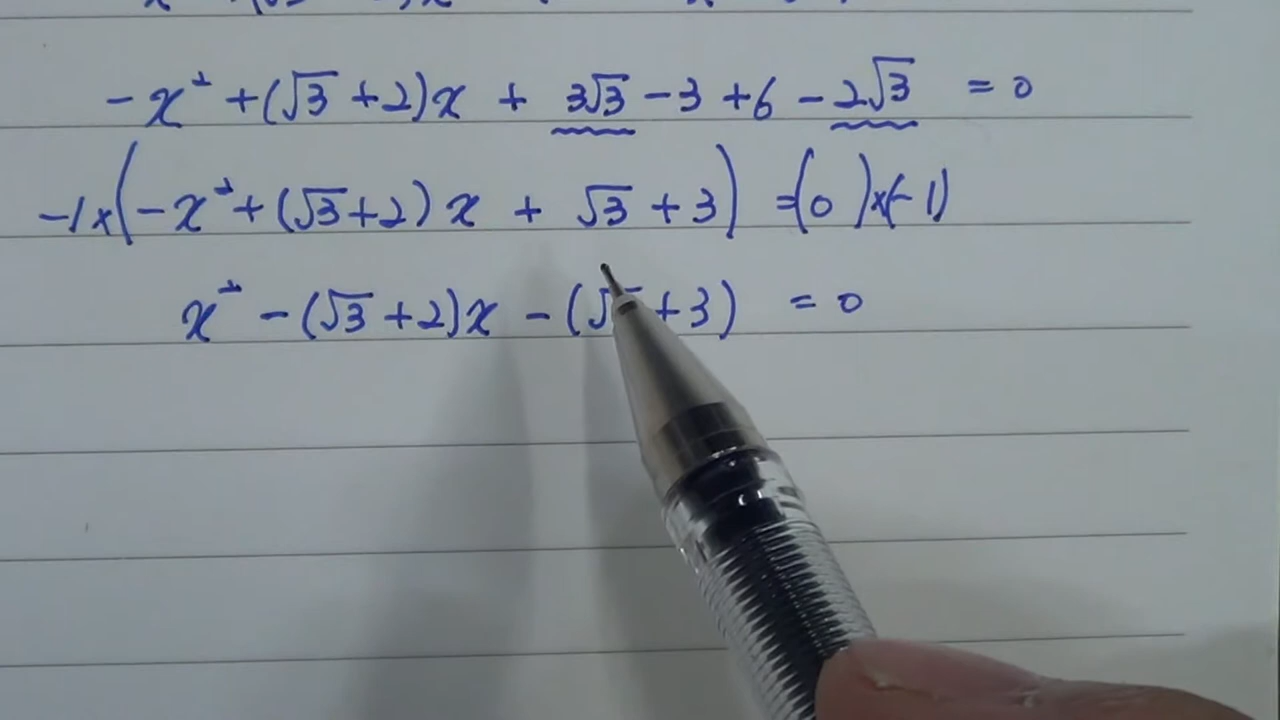 -x² + (√3 + 2)x + 3√3 - 3 + 6 - 2√3 = 0
-1×(-x² + (√3+2)x + √3 + 3) = (0)×(-1)
x² - (√3 + 2)x - (√ + 3) = 0